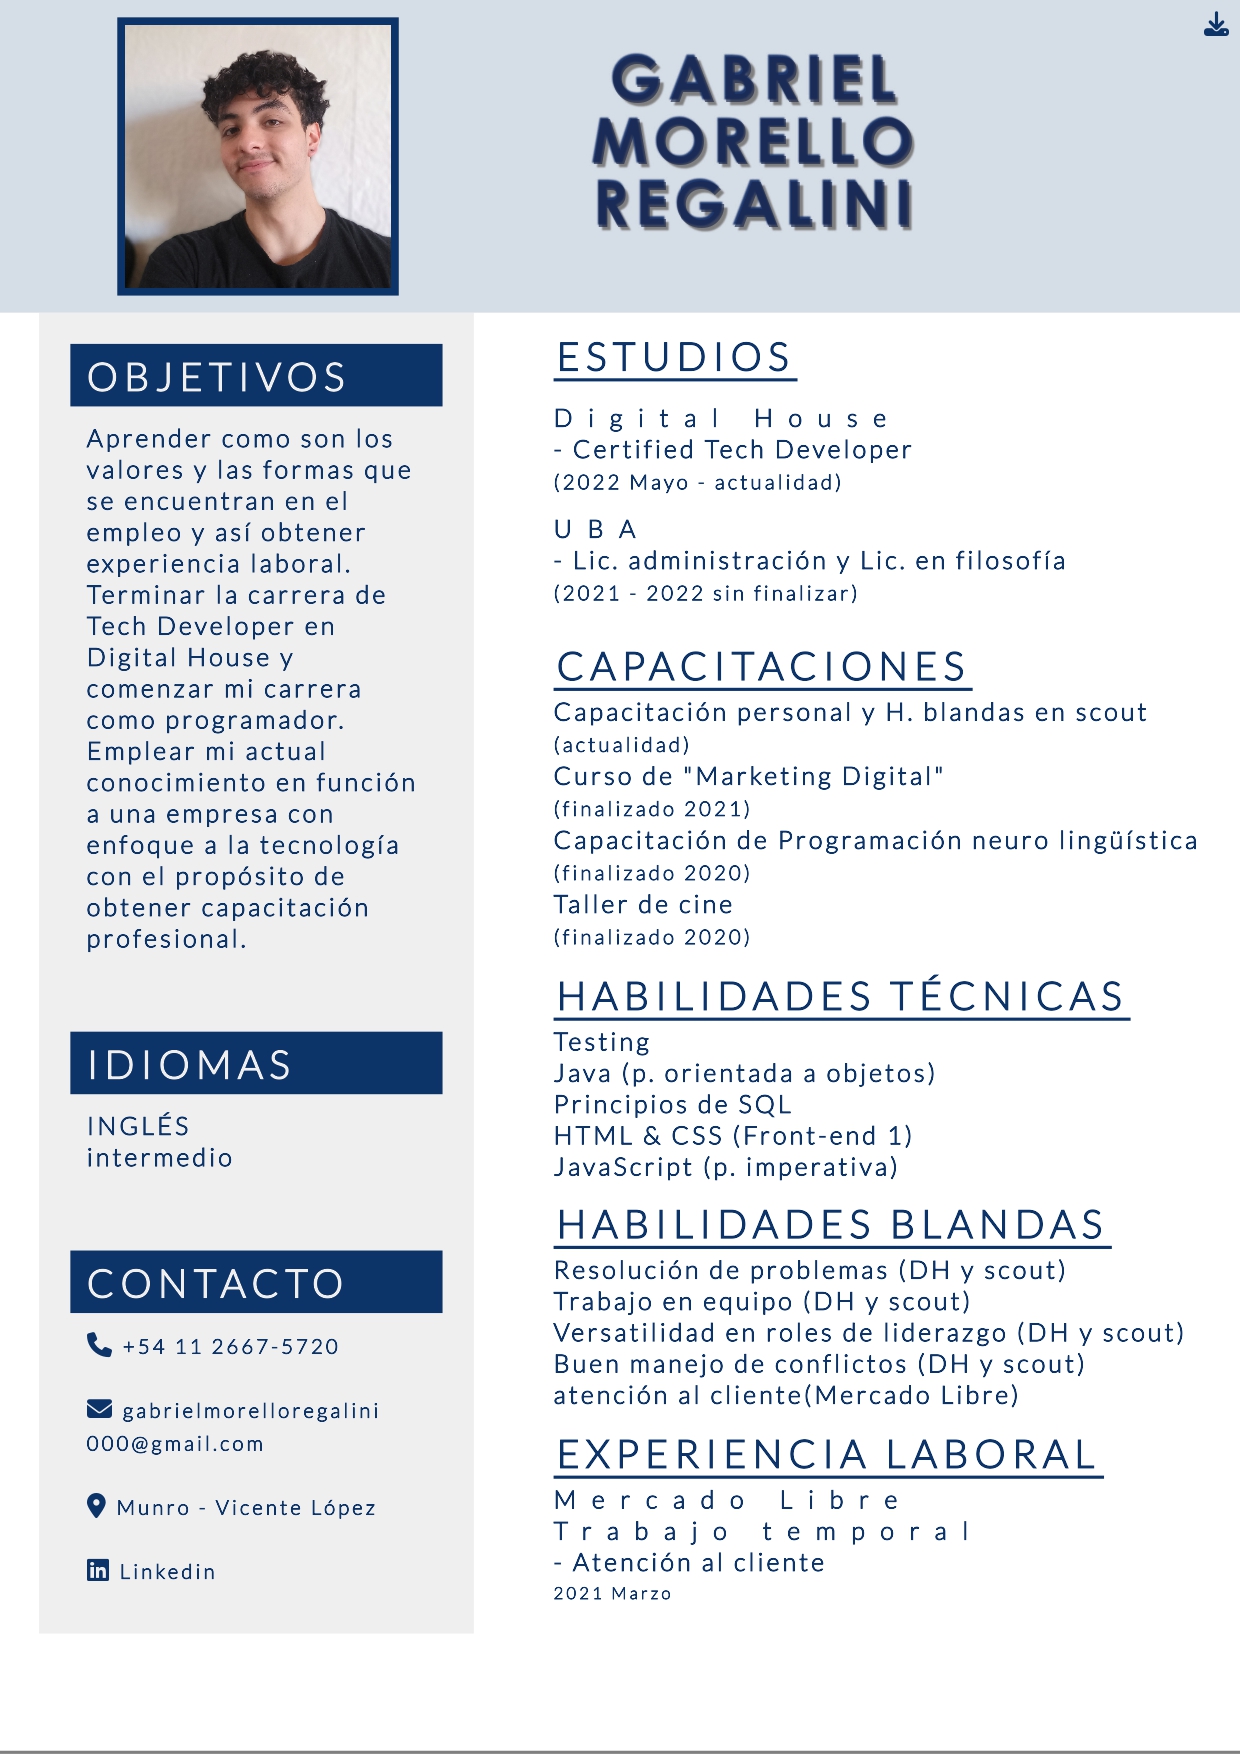 GABRIEL
MORELLO
REGALINI
OBJETIVOS
Aprender como son los
valores y las formas que
se encuentran en el
empleo y así obtener
experiencia laboral.
Terminar la carrera de
Tech Developer en
Digital House y
comenzar mi carrera
como programador.
Emplear mi actual
conocimiento en función
a una empresa con
enfoque a la tecnología
con el propósito de
obtener capacitación
profesional.
IDIOMAS
INGLÉS
intermedio
CONTACTO
+54 11 2667-5720
gabrielmorelloregalini
000@gmail.com
Munro - Vicente López
Linkedin
ESTUDIOS
Digital House
- Certified Tech Developer
(2022 Mayo - actualidad)
UBA
- Lic. administración y Lic. en filosofía
(2021 - 2022 sin finalizar)
CAPACITACIONES
Capacitación personal y H. blandas en scout
(actualidad)
Curso de "Marketing Digital"
(finalizado 2021)
Capacitación de Programación neuro lingüística
(finalizado 2020)
Taller de cine
(finalizado 2020)
HABILIDADES TÉCNICAS
Testing
Java (p. orientada a objetos)
Principios de SQL
HTML & CSS (Front-end 1)
JavaScript (p. imperativa)
HABILIDADES BLANDAS
Resolución de problemas (DH y scout)
Trabajo en equipo (DH y scout)
Versatilidad en roles de liderazgo (DH y scout)
Buen manejo de conflictos (DH y scout)
atención al cliente(Mercado Libre)
EXPERIENCIA LABORAL
Mercado Libre
Trabajo temporal
- Atención al cliente
2021 Marzo